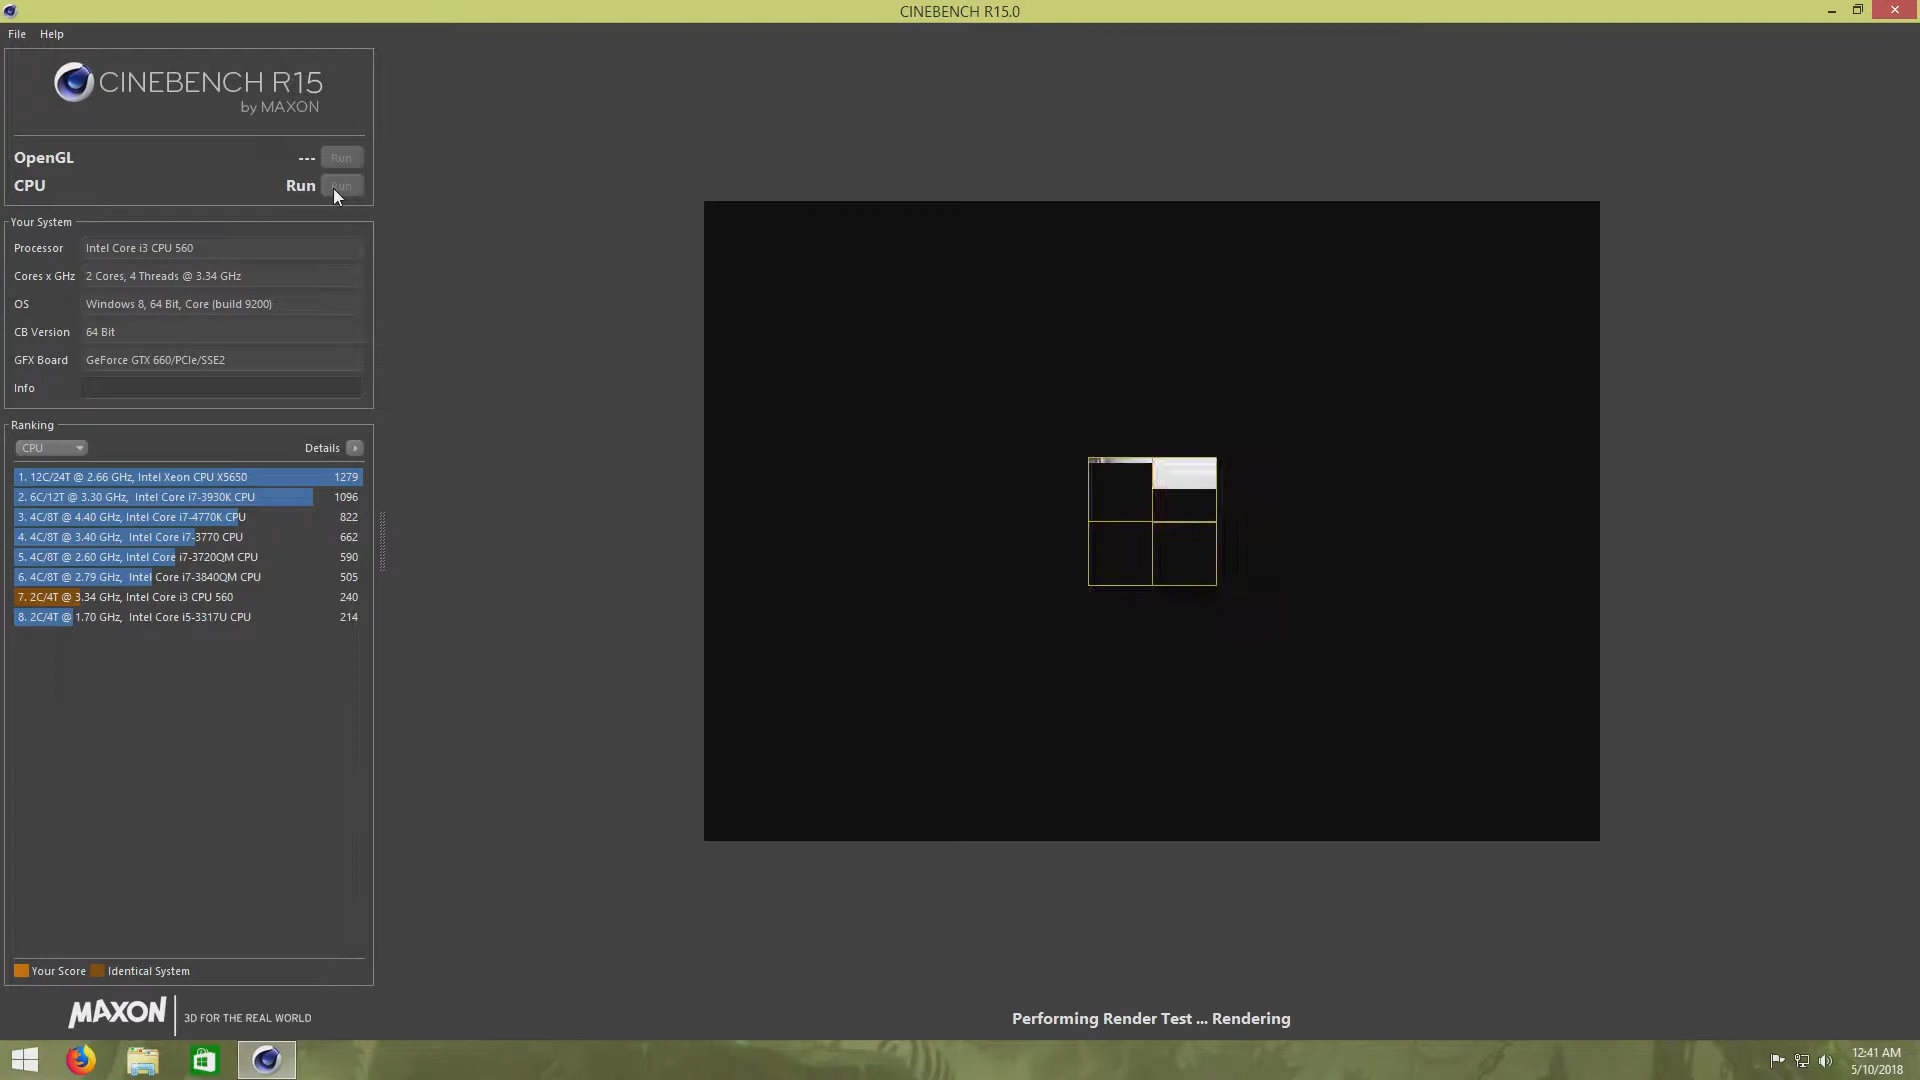 CINEBENCH R15.0
File Help
CINEBENCH R15
by MAXON
OpenGL --- Run
CPU Run Run
Your System
Processor Intel Core i3 CPU 560
Cores x GHz 2 Cores, 4 Threads @ 3.34 GHz
OS Windows 8, 64 Bit, Core (build 9200)
CB Version 64 Bit
GFX Board GeForce GTX 660/PCIe/SSE2
Info
Ranking
CPU Details
1. 12C/24T @ 2.66 GHz, Intel Xeon CPU X5650 1279
2. 6C/12T @ 3.30 GHz, Intel Core i7-3930K CPU 1096
3. 4C/8T @ 4.40 GHz, Intel Core i7-4770K CPU 822
4. 4C/8T @ 3.40 GHz, Intel Core i7-3770 CPU 662
5. 4C/8T @ 2.60 GHz, Intel Core i7-3720QM CPU 590
6. 4C/8T @ 2.79 GHz, Intel Core i7-3840QM CPU 505
7. 2C/4T @ 3.34 GHz, Intel Core i3 CPU 560 240
8. 2C/4T @ 1.70 GHz, Intel Core i5-3317U CPU 214
Your Score Identical System
MAXON 3D FOR THE REAL WORLD
Performing Render Test ... Rendering
12:41 AM
5/10/2018